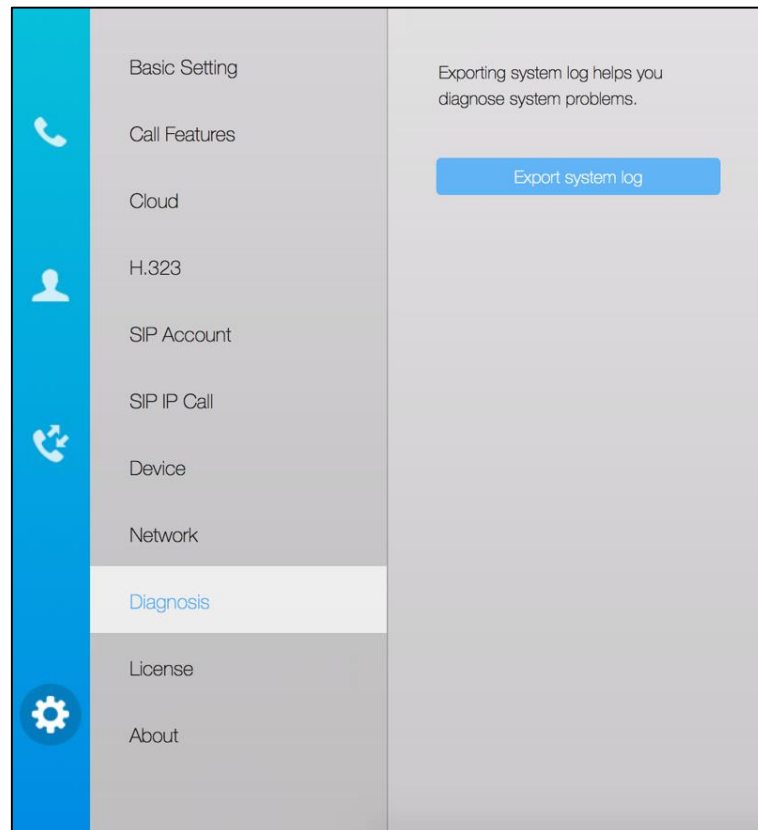 Basic Setting
Call Features
Cloud
H.323
SIP Account
SIP IP Call
Device
Network
Diagnosis
License
About
Exporting system log helps you
diagnose system problems.
Export system log